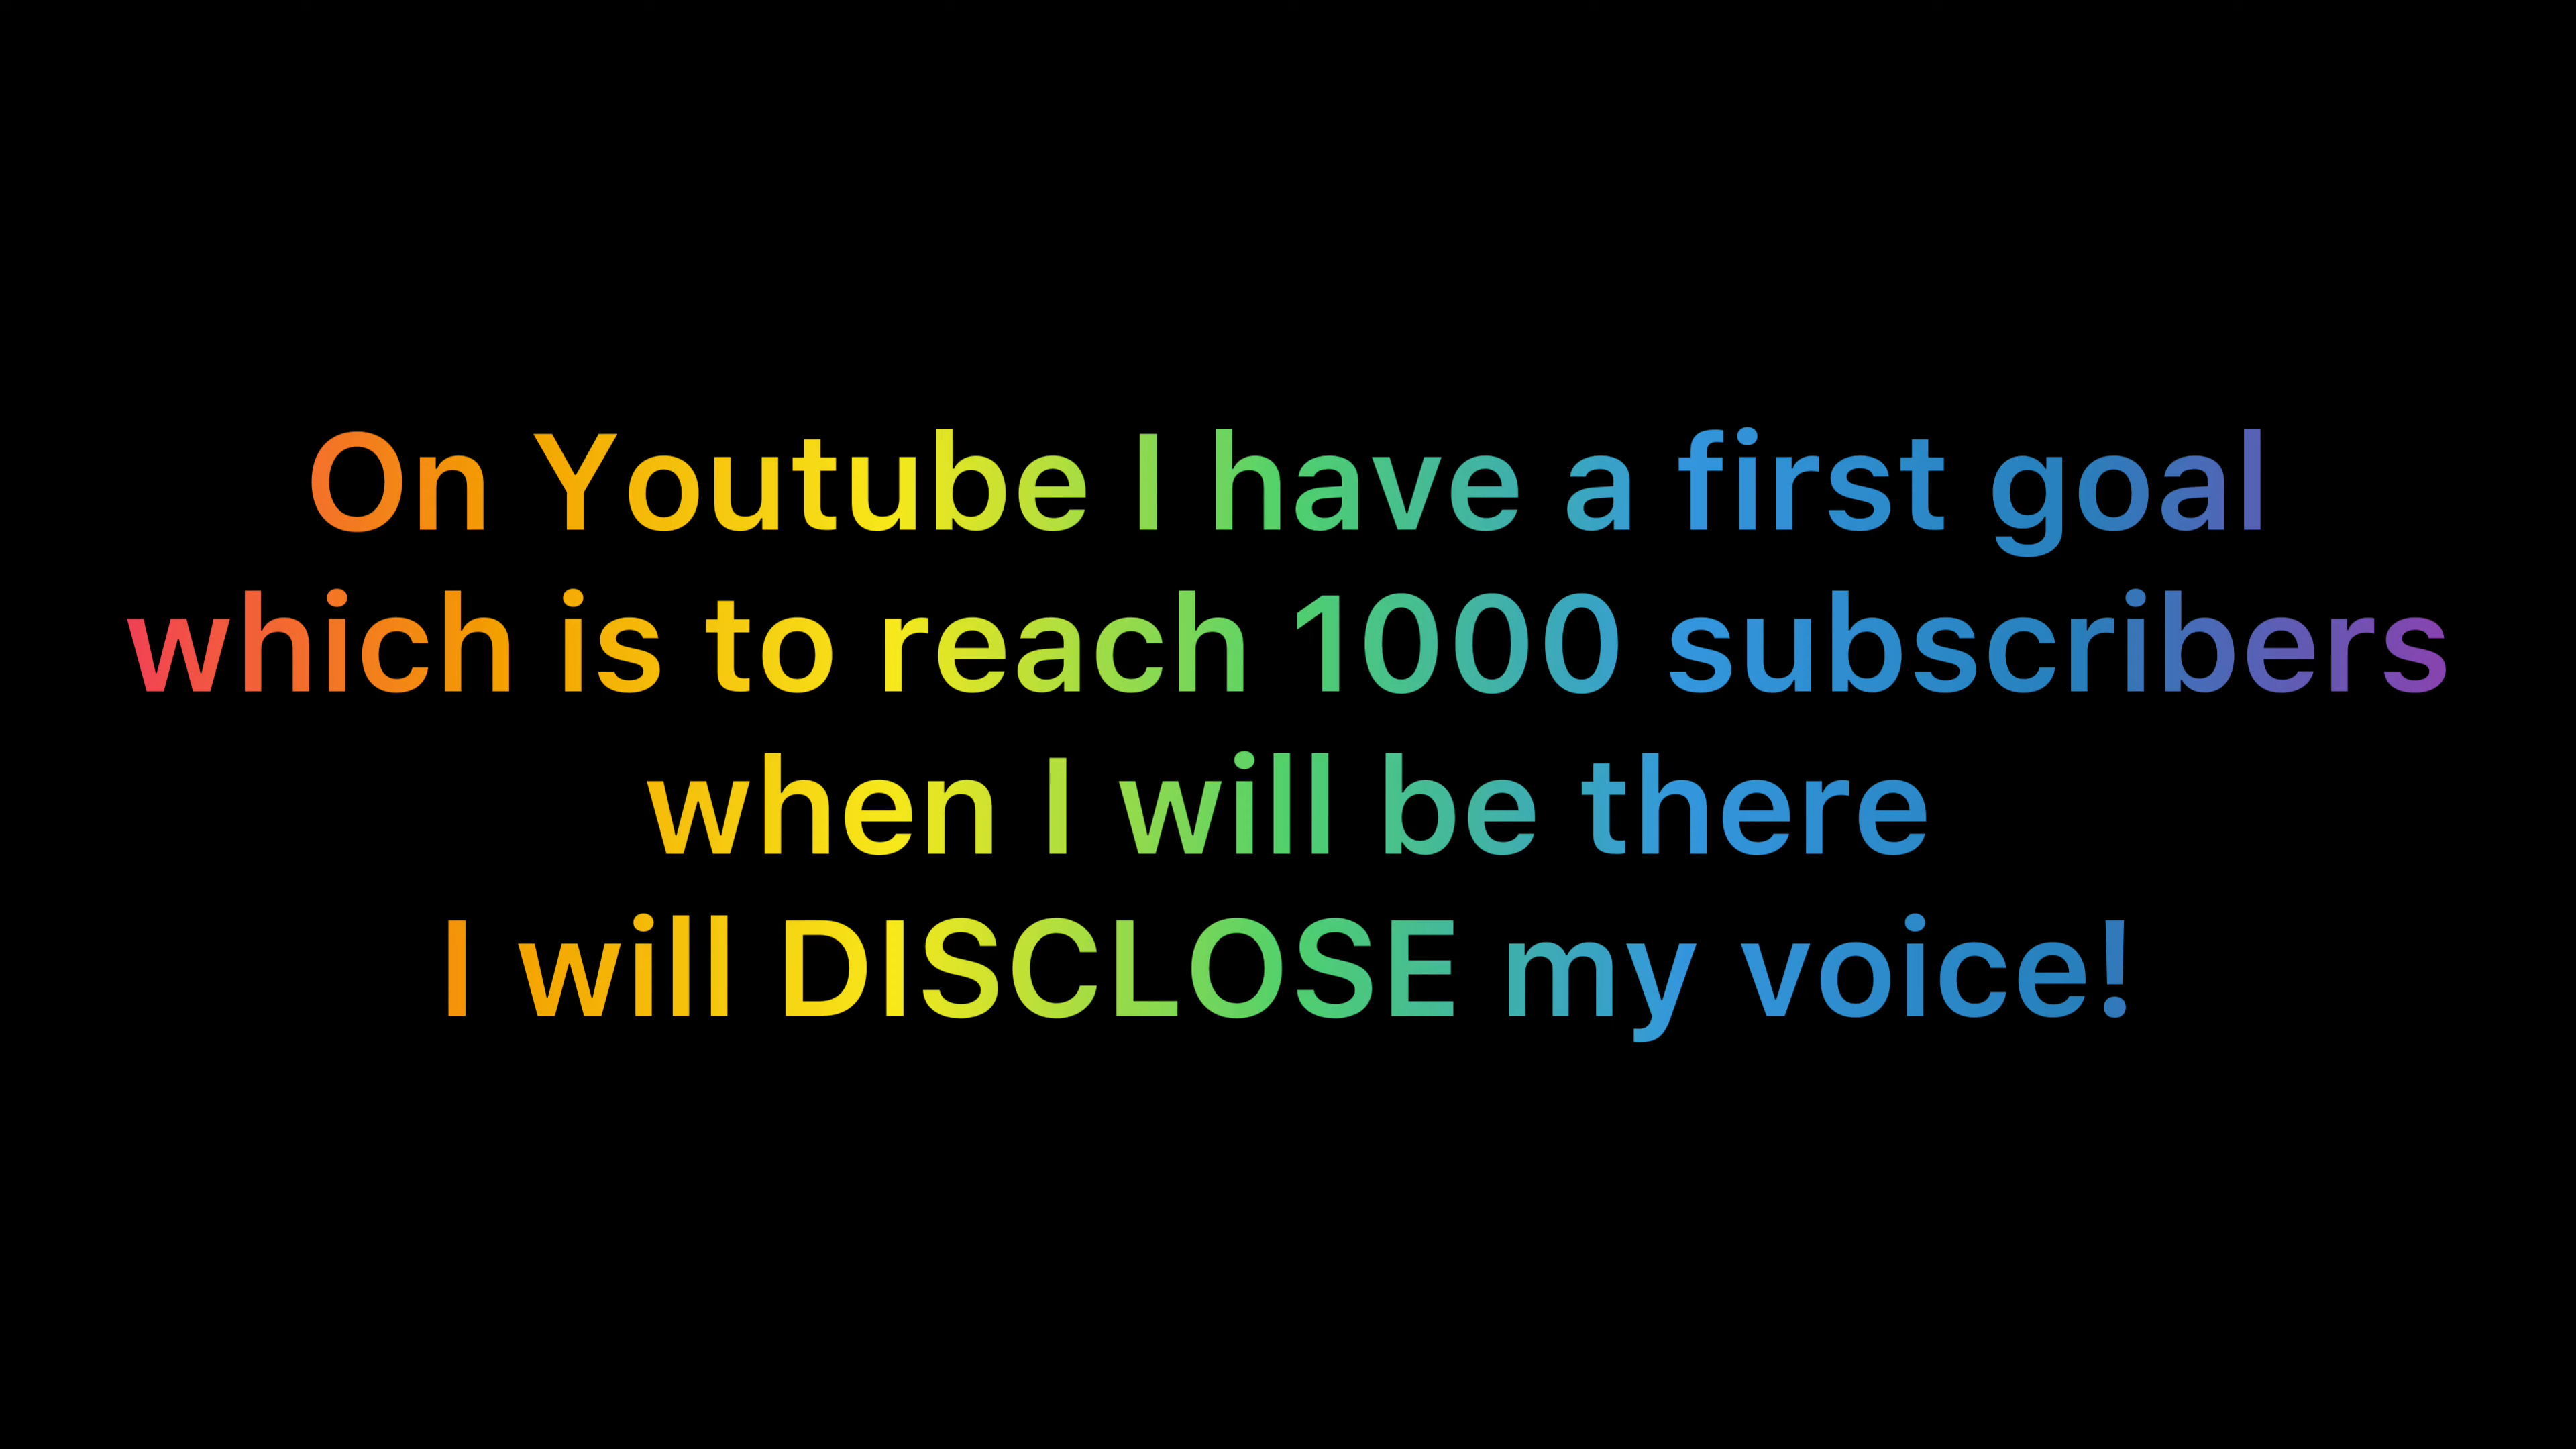 On Youtube I have a first goal
which is to reach 1000 subscribers
when I will be there
I will DISCLOSE my voice!